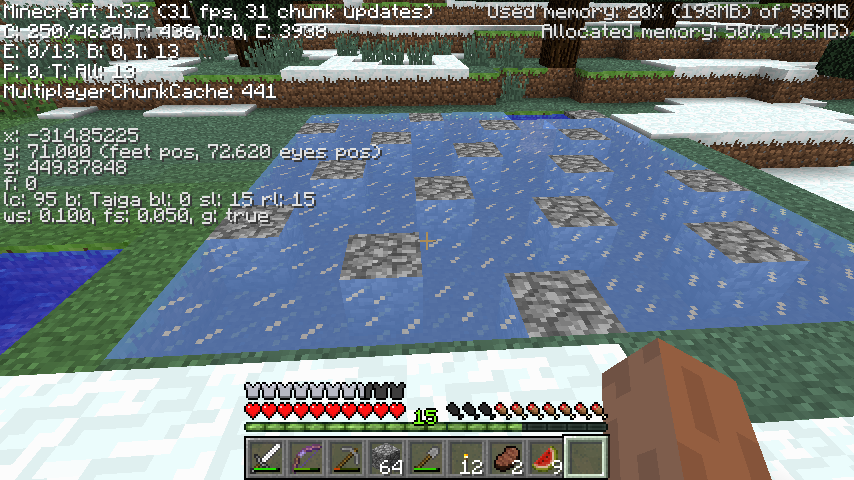 Minecraft 1.3.2 (31 fps, 31 chunk updates)
Used memory: 20% (198MB) of 989MB
C: 250/4624, F: 436, O: 0, E: 3938
Allocated memory: 50% (495MB)
E: 0/13, B: 0, I: 13
P: 0, T: All: 13
MultiplayerChunkCache: 441
x: -314.85225
y: 71.000 (feet pos, 72.620 eyes pos)
z: 449.87848
f: 0
lc: 95 b: Taiga bl: 0 sl: 15 rl: 15
ws: 0.100, fs: 0.050, g: true
15
64
12
2
9